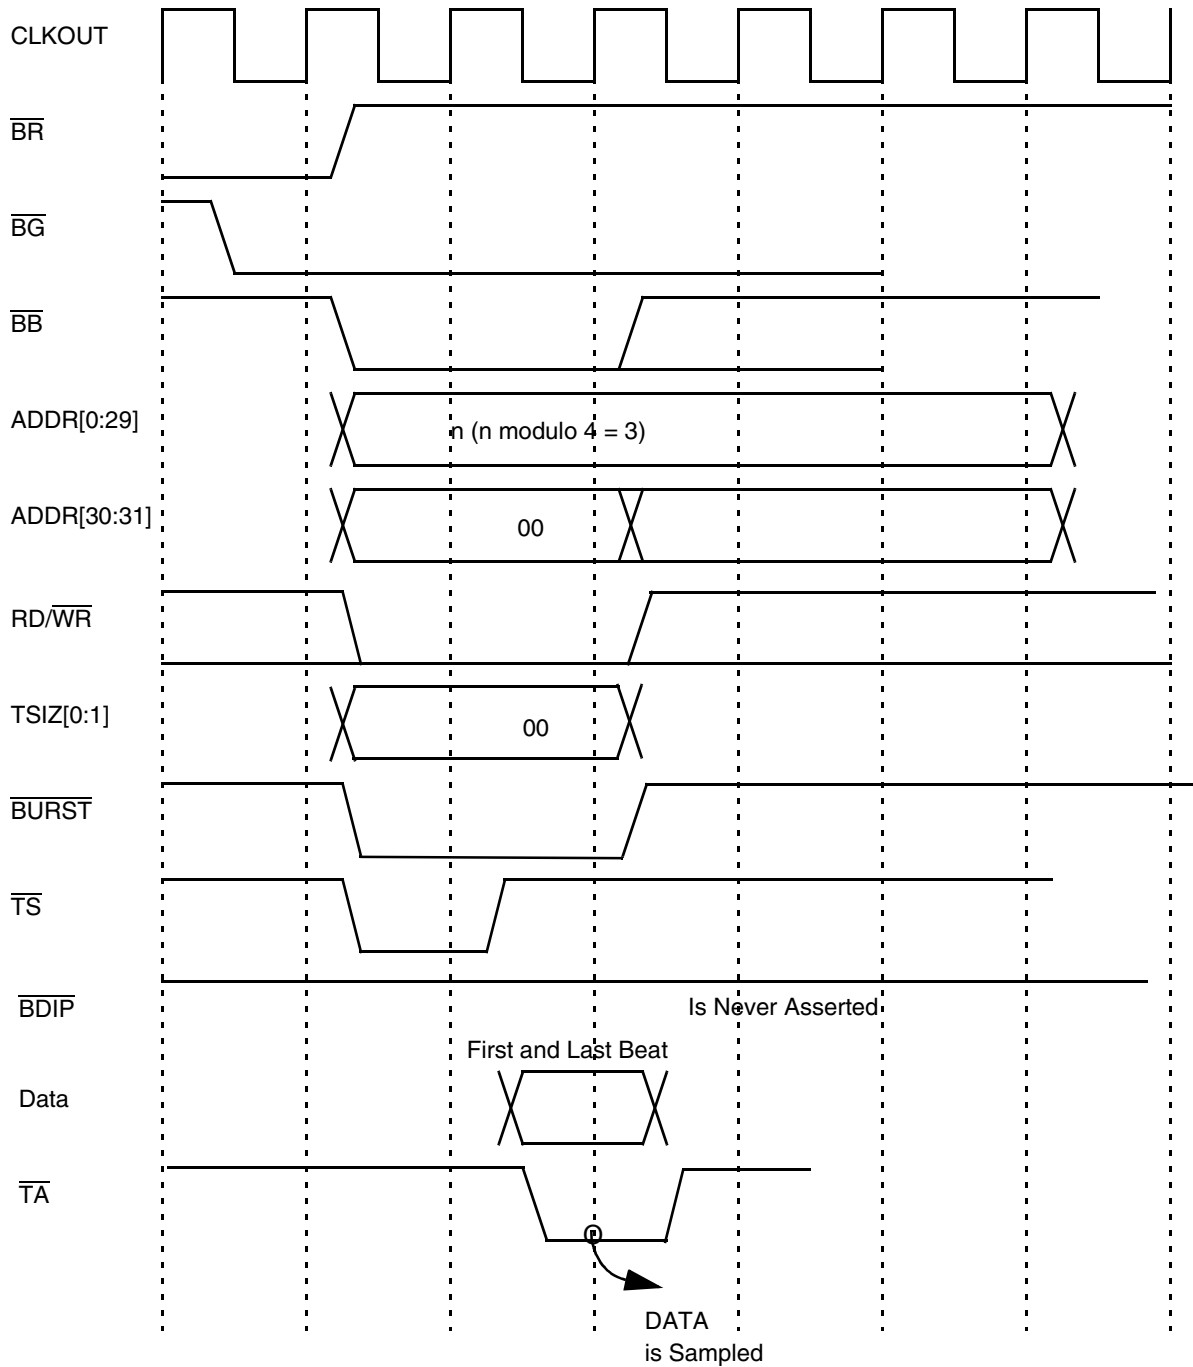 CLKOUT
BR
BG
BB
ADDR[0:29]
n (n modulo 4 = 3)
ADDR[30:31]
00
RD/WR
TSIZ[0:1]
00
BURST
TS
BDIP
Is Never Asserted
First and Last Beat
Data
TA
DATA
is Sampled